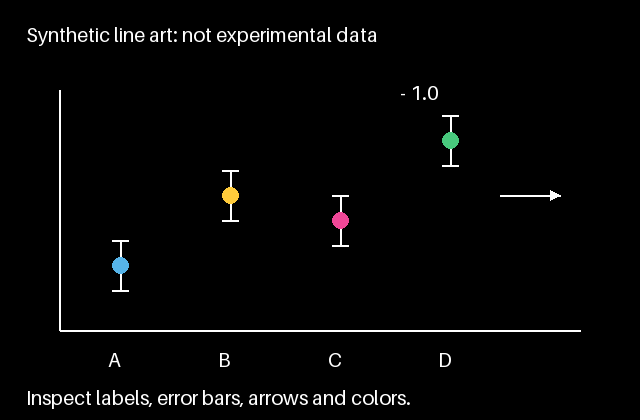 Synthetic line art: not experimental data
- 1.0
A B C D
Inspect labels, error bars, arrows and colors.